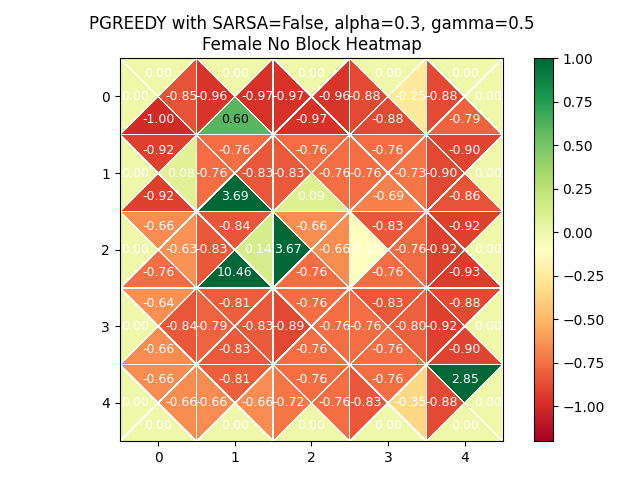 PGREEDY with SARSA=False, alpha=0.3, gamma=0.5
Female No Block Heatmap
0.00 0.00 0.00 0.00 0.00
0 0.00 -0.85 -0.96 -0.97 -0.97 -0.96 -0.88 -0.25 -0.88 0.00
-1.00 0.60 -0.97 -0.88 -0.79
-0.92 -0.76 -0.76 -0.76 -0.90
1 0.00 0.08 -0.76 -0.83 -0.83 -0.76 -0.76 -0.73 -0.90 0.00
-0.92 3.69 0.09 -0.69 -0.86
-0.66 -0.84 -0.66 -0.83 -0.92
2 0.00 -0.63 -0.83 0.14 3.67 -0.66 -0.76 -0.92 0.00
-0.76 10.46 -0.76 -0.76 -0.93
-0.64 -0.81 -0.76 -0.83 -0.88
3 0.00 -0.84 -0.79 -0.83 -0.89 -0.76 -0.76 -0.80 -0.92 0.00
-0.66 -0.83 -0.76 -0.76 -0.90
-0.66 -0.81 -0.76 -0.76 2.85
4 0.00 -0.66 -0.66 -0.66 -0.72 -0.76 -0.83 -0.35 -0.88 0.00
0.00 0.00 0.00 0.00 0.00
0 1 2 3 4
1.00
0.75
0.50
0.25
0.00
−0.25
−0.50
−0.75
−1.00